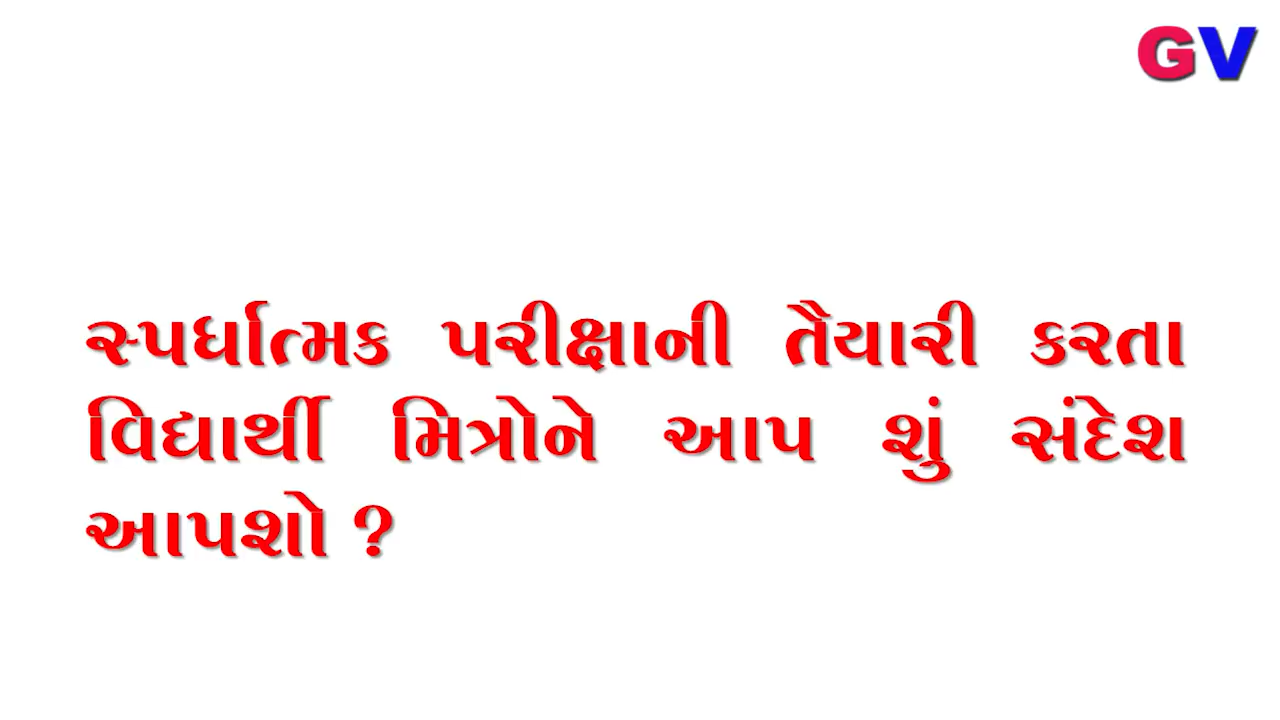 GV
સ્પર્ધાત્મક પરીક્ષાની તૈયારી કરતા
વિદ્યાર્થી મિત્રોને આપ શું સંદેશ
આપશો ?